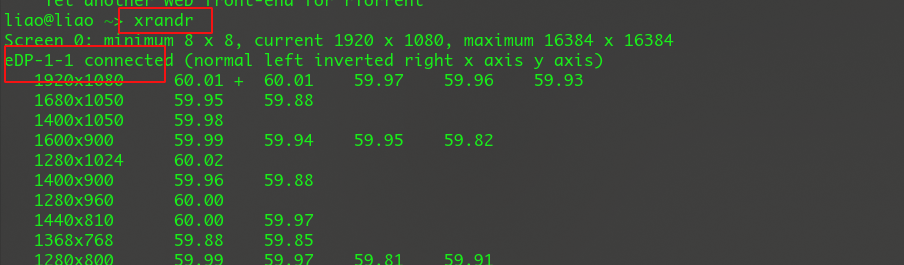 Yet another web front-end for rTorrent
liao@liao ~> xrandr
Screen 0: minimum 8 x 8, current 1920 x 1080, maximum 16384 x 16384
eDP-1-1 connected (normal left inverted right x axis y axis)
1920x1080 60.01 + 60.01 59.97 59.96 59.93
1680x1050 59.95 59.88
1400x1050 59.98
1600x900 59.99 59.94 59.95 59.82
1280x1024 60.02
1400x900 59.96 59.88
1280x960 60.00
1440x810 60.00 59.97
1368x768 59.88 59.85
1280x800 59.99 59.97 59.81 59.91